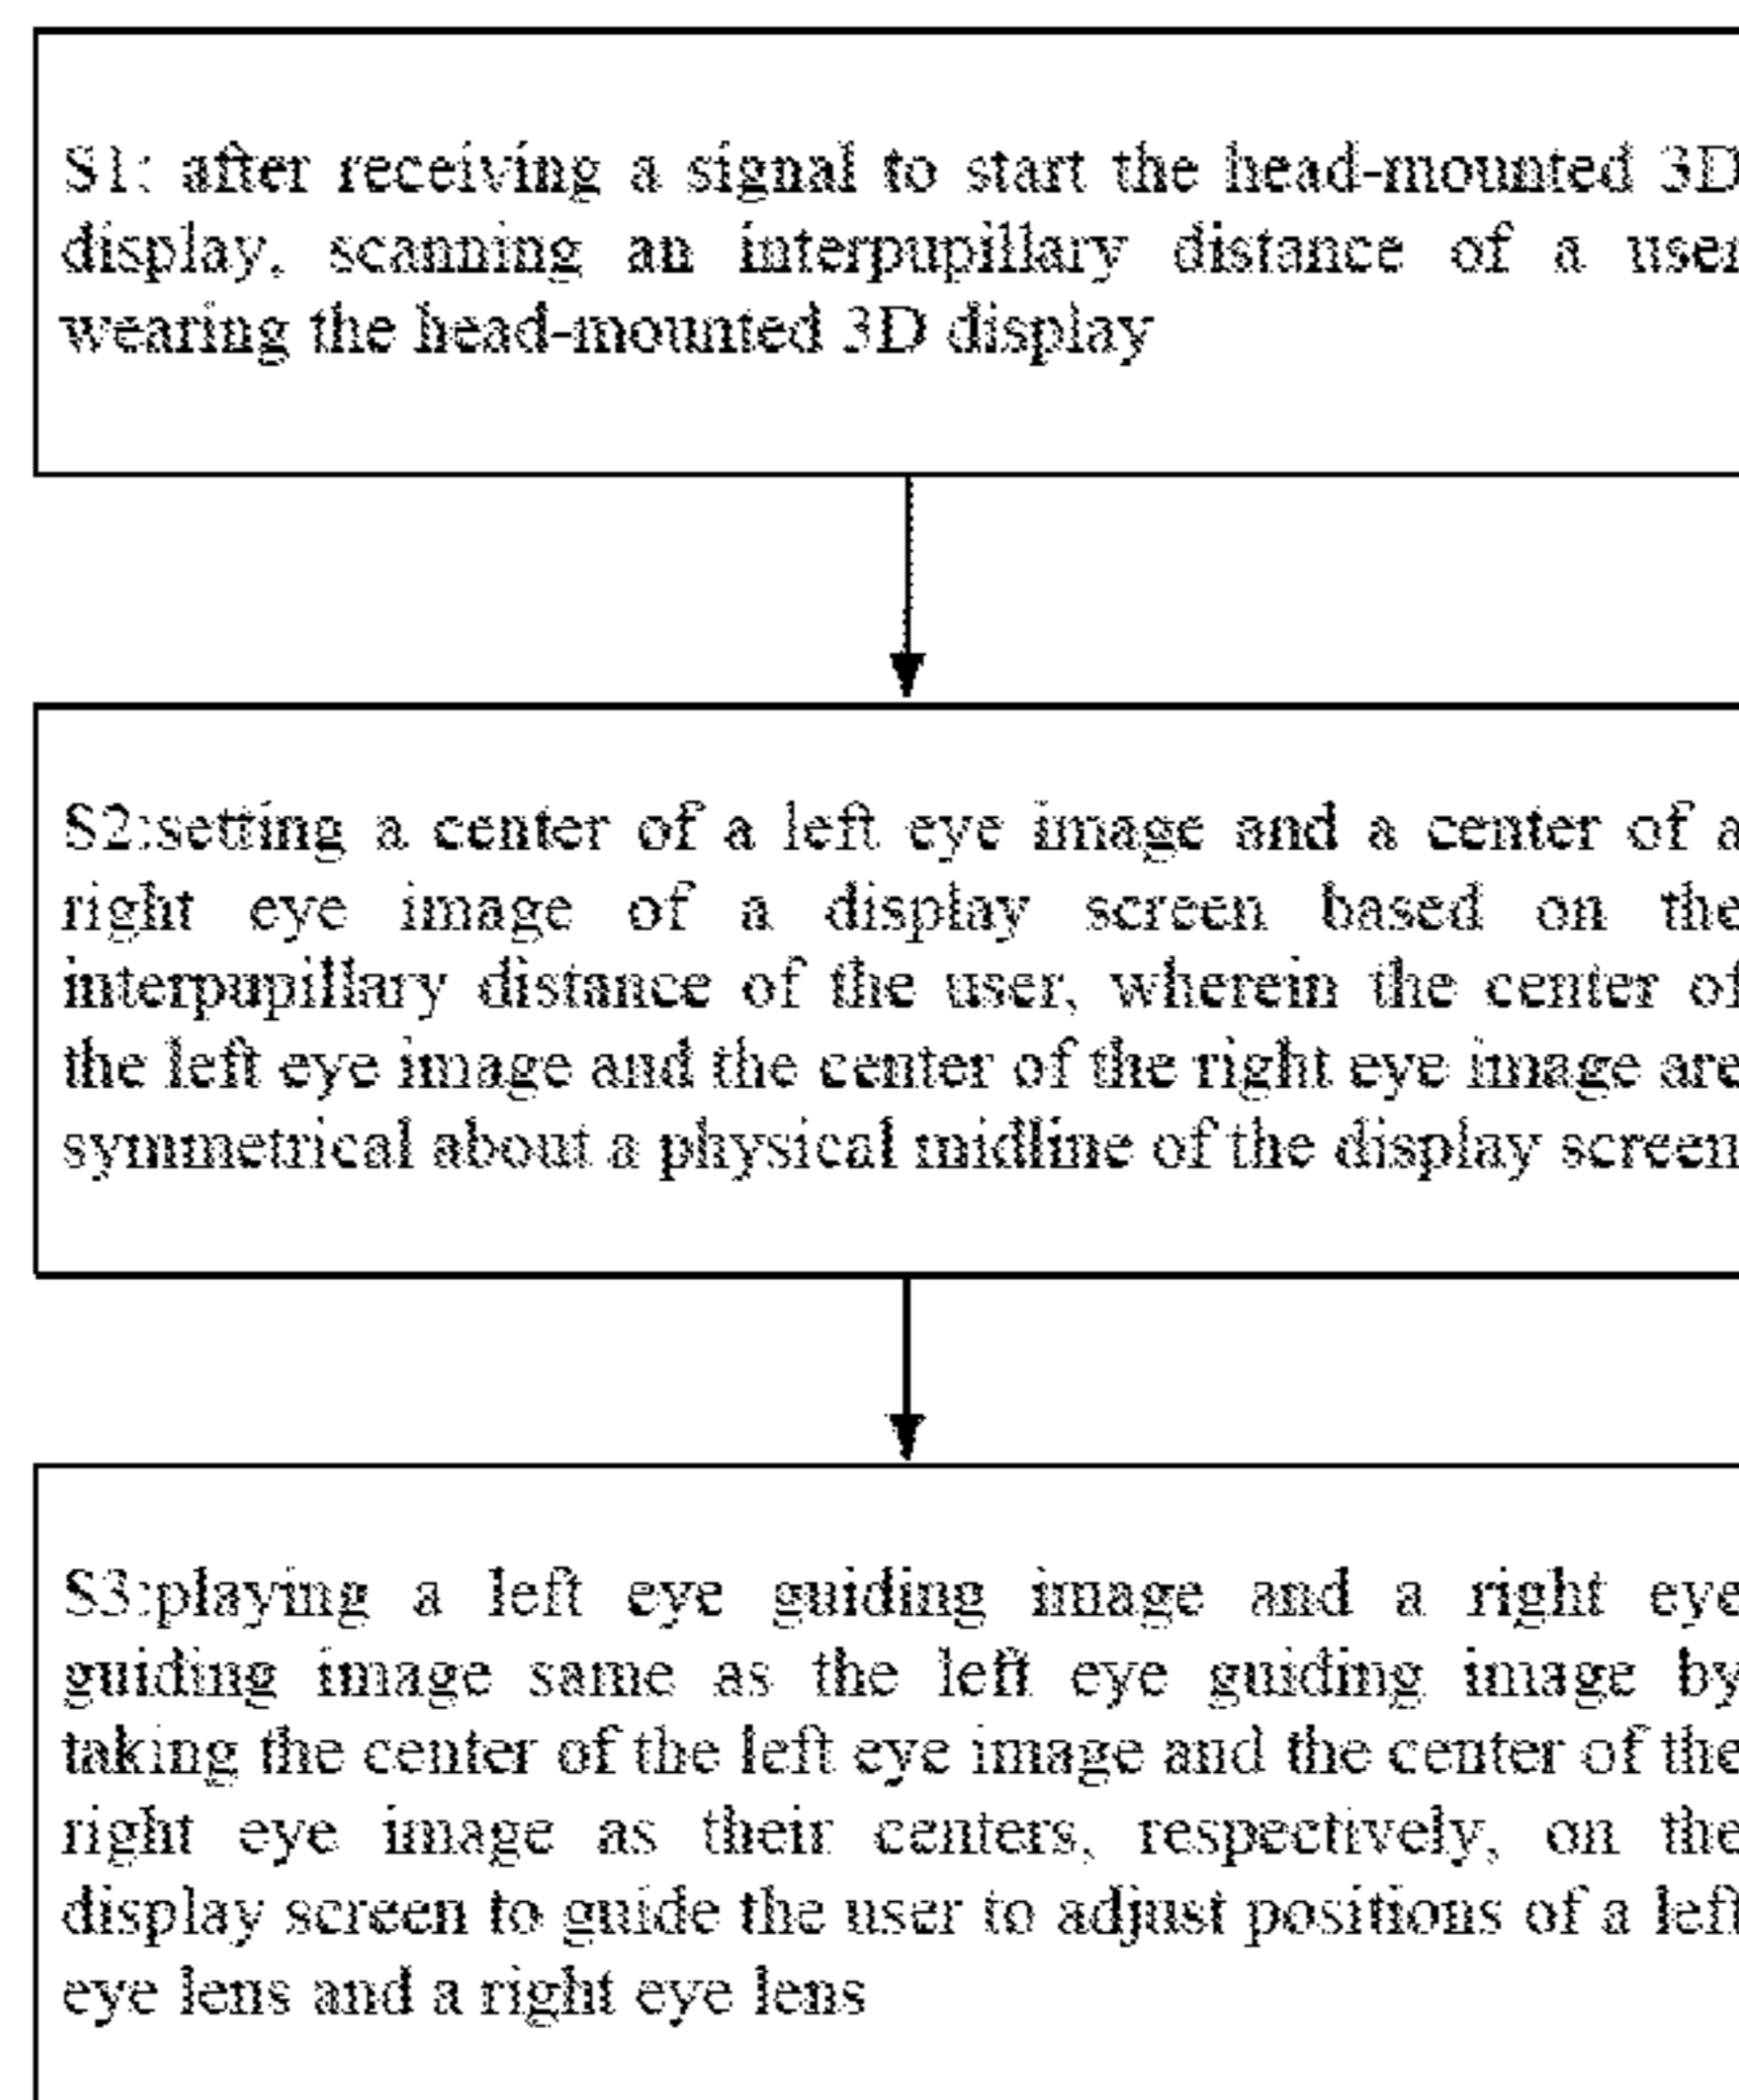 S1: after receiving a signal to start the head-mounted 3D
display, scanning an interpupillary distance of a user
wearing the head-mounted 3D display
S2:setting a center of a left eye image and a center of a
right eye image of a display screen based on the
interpupillary distance of the user, wherein the center of
the left eye image and the center of the right eye image are
symmetrical about a physical midline of the display screen
S3:playing a left eye guiding image and a right eye
guiding image same as the left eye guiding image by
taking the center of the left eye image and the center of the
right eye image as their centers, respectively, on the
display screen to guide the user to adjust positions of a left
eye lens and a right eye lens